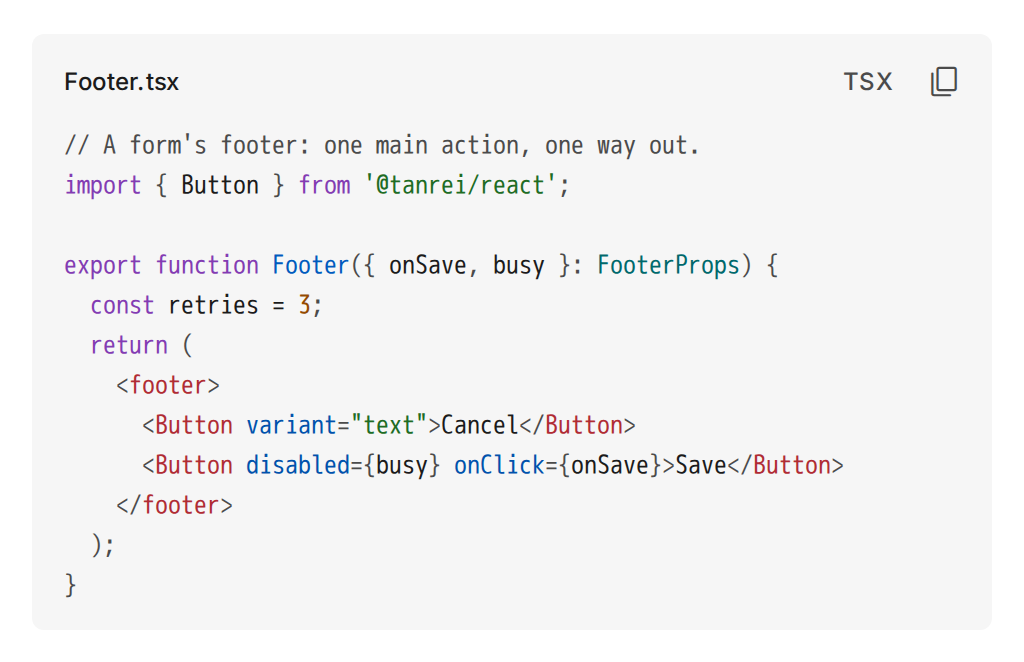 Footer.tsx
TSX
// A form's footer: one main action, one way out.
import { Button } from '@tanrei/react';

export function Footer({ onSave, busy }: FooterProps) {
  const retries = 3;
  return (
    <footer>
      <Button variant="text">Cancel</Button>
      <Button disabled={busy} onClick={onSave}>Save</Button>
    </footer>
  );
}